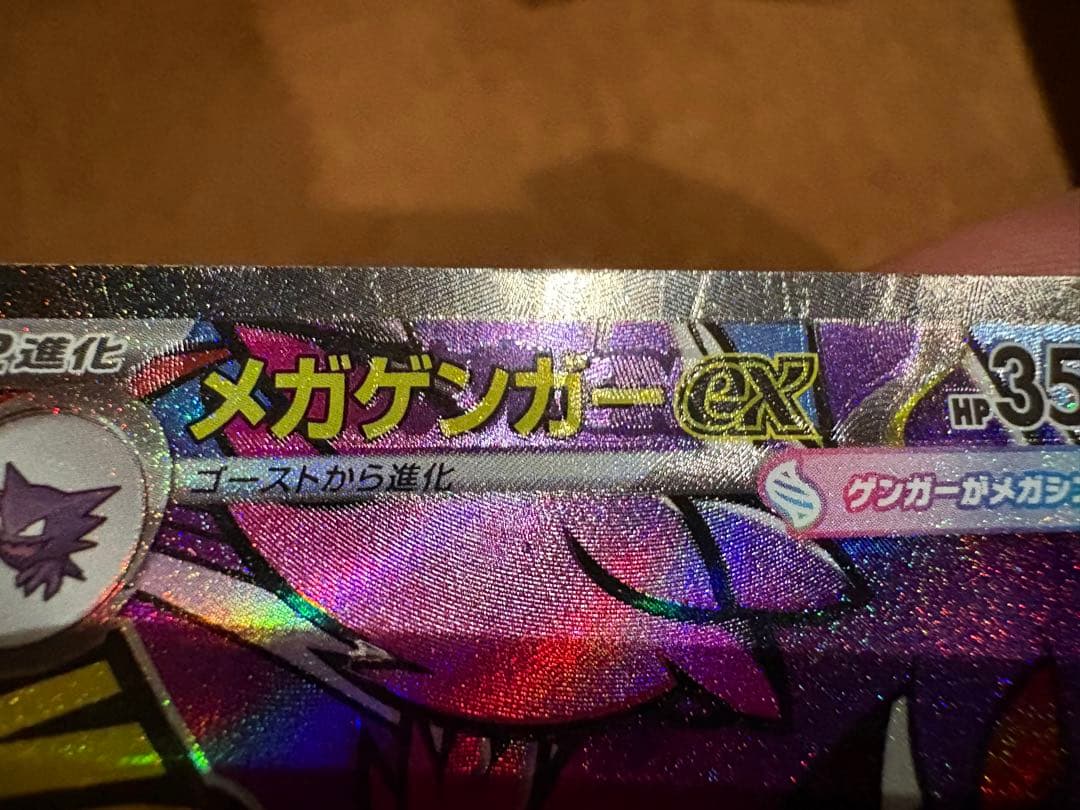 2進化
メガゲンガーex
HP35
ゴーストから進化
ゲンガーがメガシ